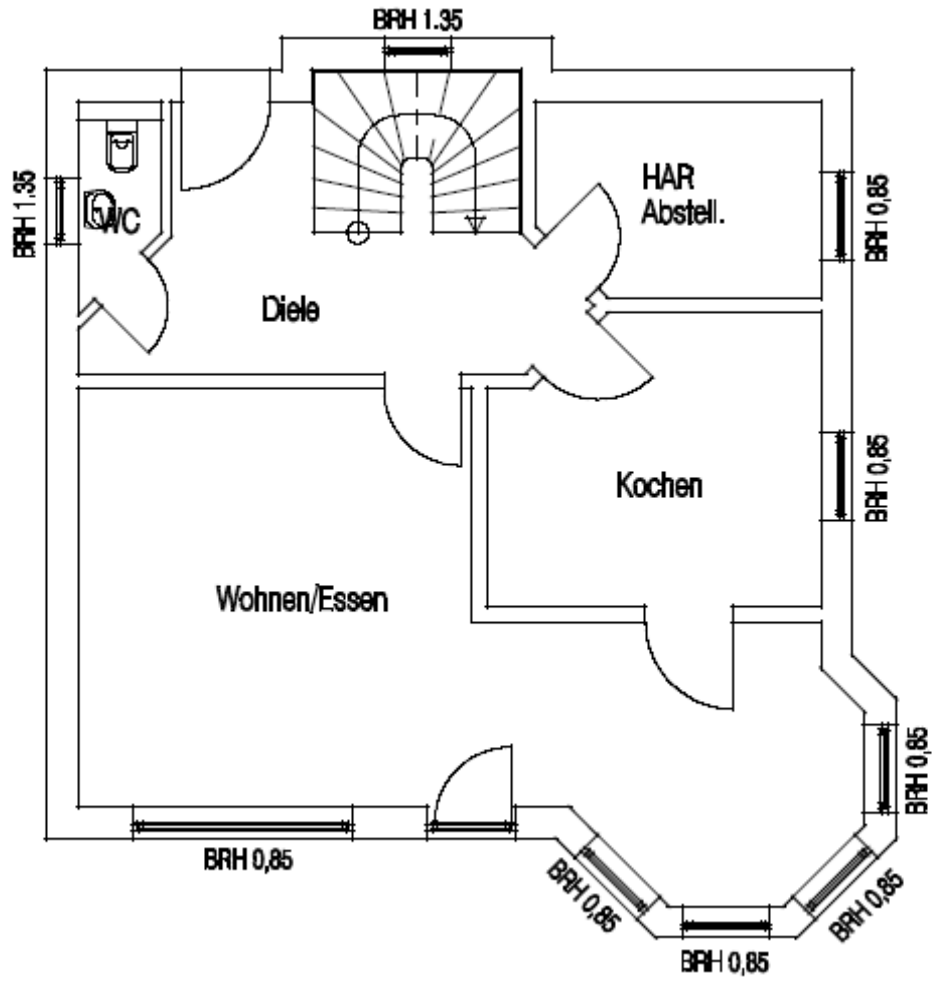 BRH 1.35
BRH 1.35
WC
HAR
Abstell.
BRH 0,85
Diele
Kochen
BRH 0,85
Wohnen/Essen
BRH 0,85
BRH 0,85
BRH 0,85
BRH 0,85
BRH 0,85